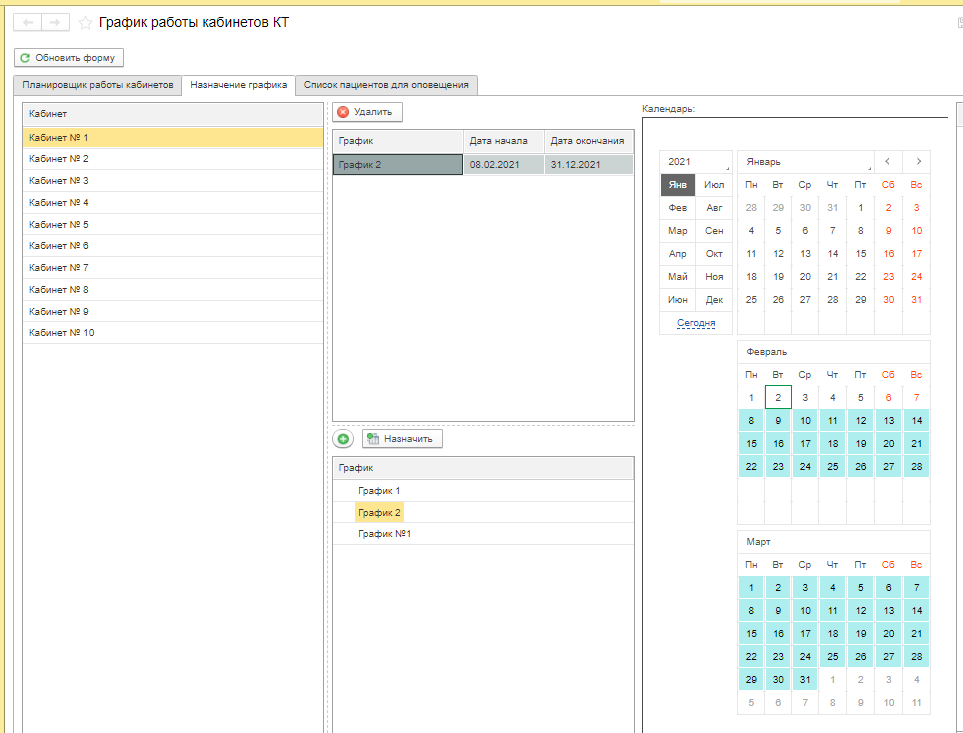 График работы кабинетов КТ
Обновить форму
Планировщик работы кабинетов Назначение графика Список пациентов для оповещения
Кабинет
Кабинет № 1
Кабинет № 2
Кабинет № 3
Кабинет № 4
Кабинет № 5
Кабинет № 6
Кабинет № 7
Кабинет № 8
Кабинет № 9
Кабинет № 10
Удалить
График Дата начала Дата окончания
График 2 08.02.2021 31.12.2021
Назначить
График
График 1
График 2
График №1
Календарь:
2021
Янв Июл
Фев Авг
Мар Сен
Апр Окт
Май Ноя
Июн Дек
Сегодня
Январь
Пн Вт Ср Чт Пт Сб Вс
28 29 30 31 1 2 3
4 5 6 7 8 9 10
11 12 13 14 15 16 17
18 19 20 21 22 23 24
25 26 27 28 29 30 31
Февраль
Пн Вт Ср Чт Пт Сб Вс
1 2 3 4 5 6 7
8 9 10 11 12 13 14
15 16 17 18 19 20 21
22 23 24 25 26 27 28
Март
Пн Вт Ср Чт Пт Сб Вс
1 2 3 4 5 6 7
8 9 10 11 12 13 14
15 16 17 18 19 20 21
22 23 24 25 26 27 28
29 30 31 1 2 3 4
5 6 7 8 9 10 11